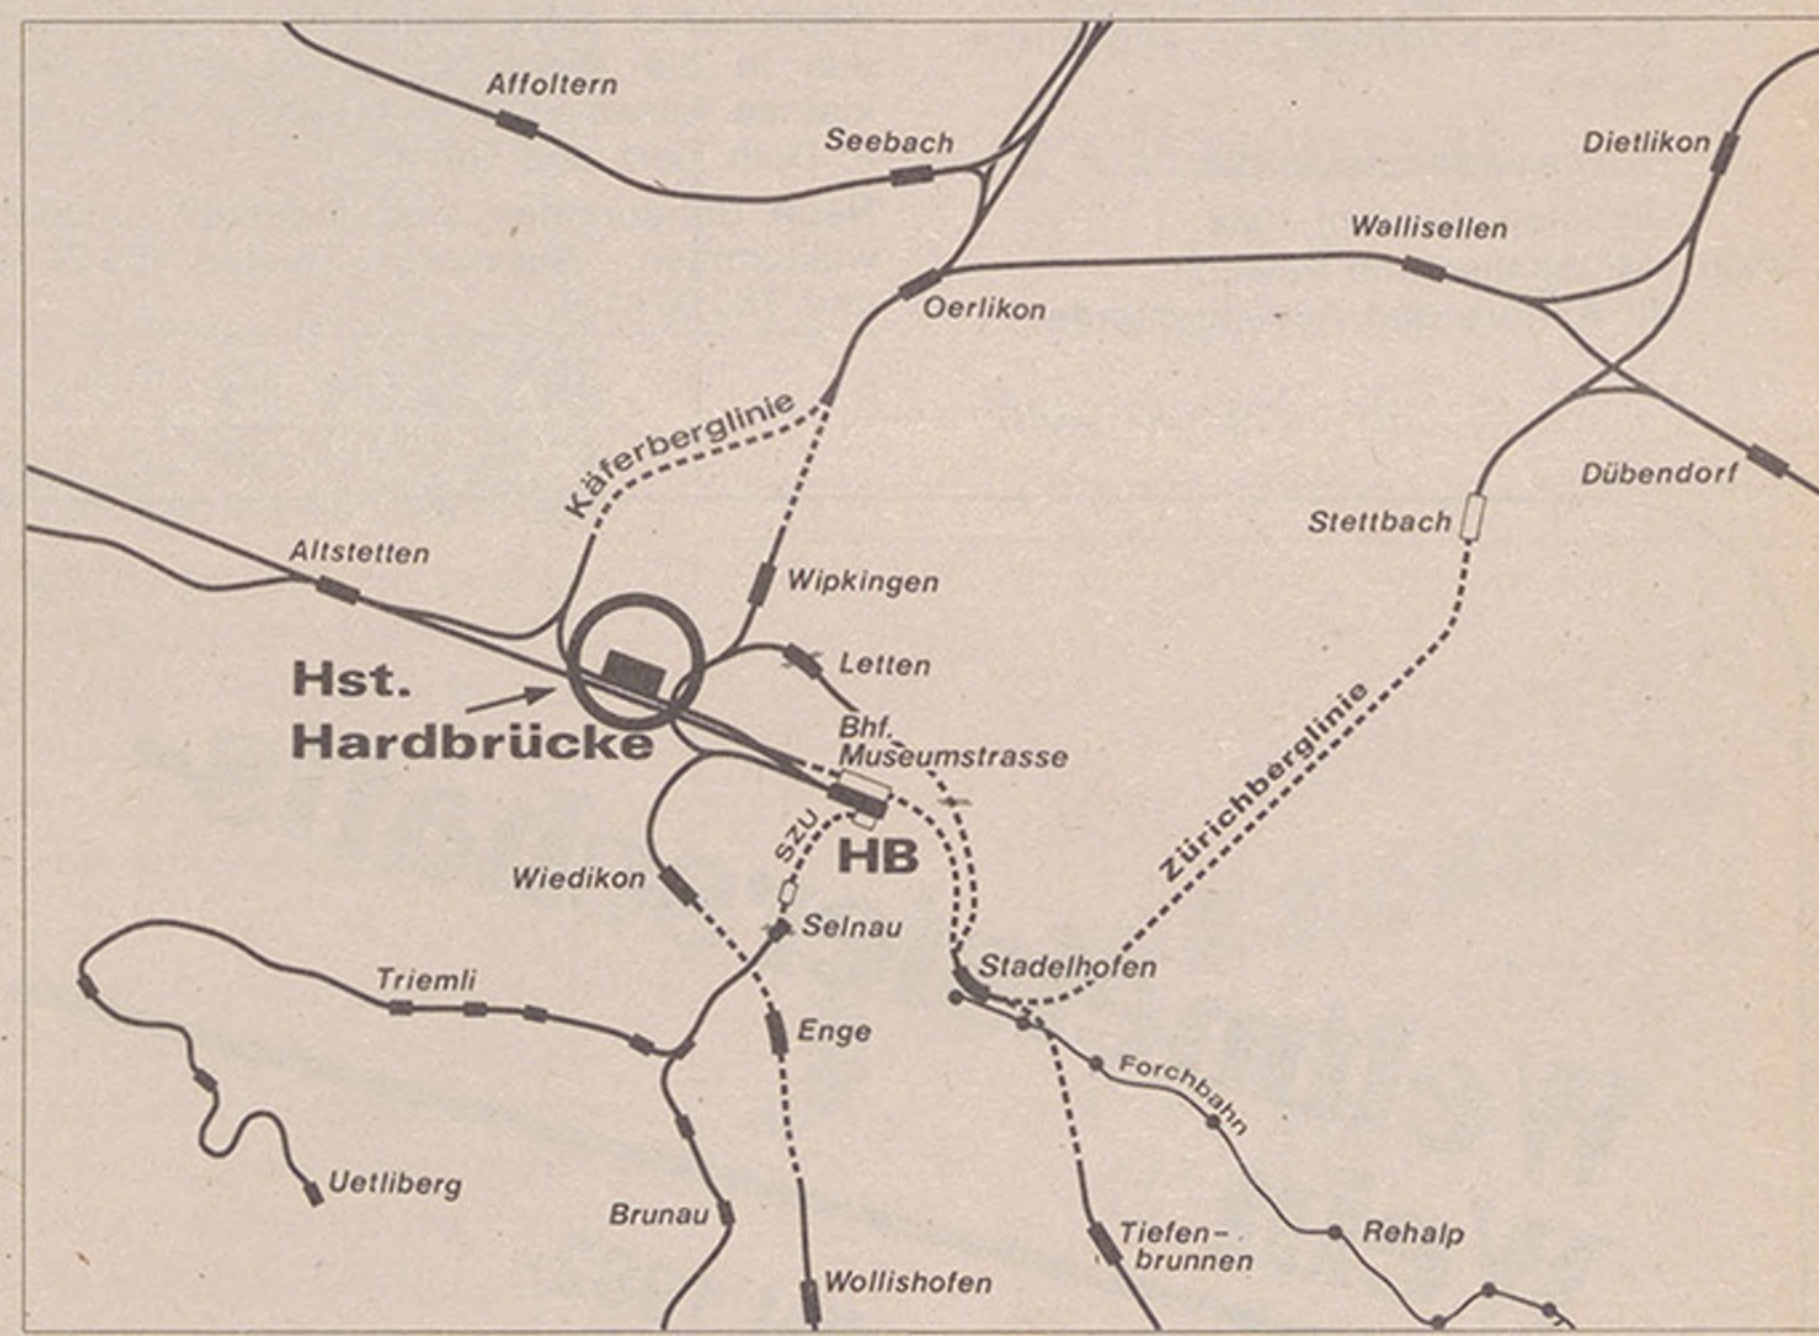 Affoltern
Seebach
Dietlikon
Wallisellen
Oerlikon
Käferberglinie
Dübendorf
Stettbach
Altstetten
Wipkingen
Letten
Hst.
Hardbrücke
Bhf.
Museumstrasse
Zürichberglinie
SZU
HB
Wiedikon
Selnau
Stadelhofen
Triemli
Enge
Forchbahn
Uetliberg
Brunau
Tiefen-
brunnen
Rehalp
Wollishofen